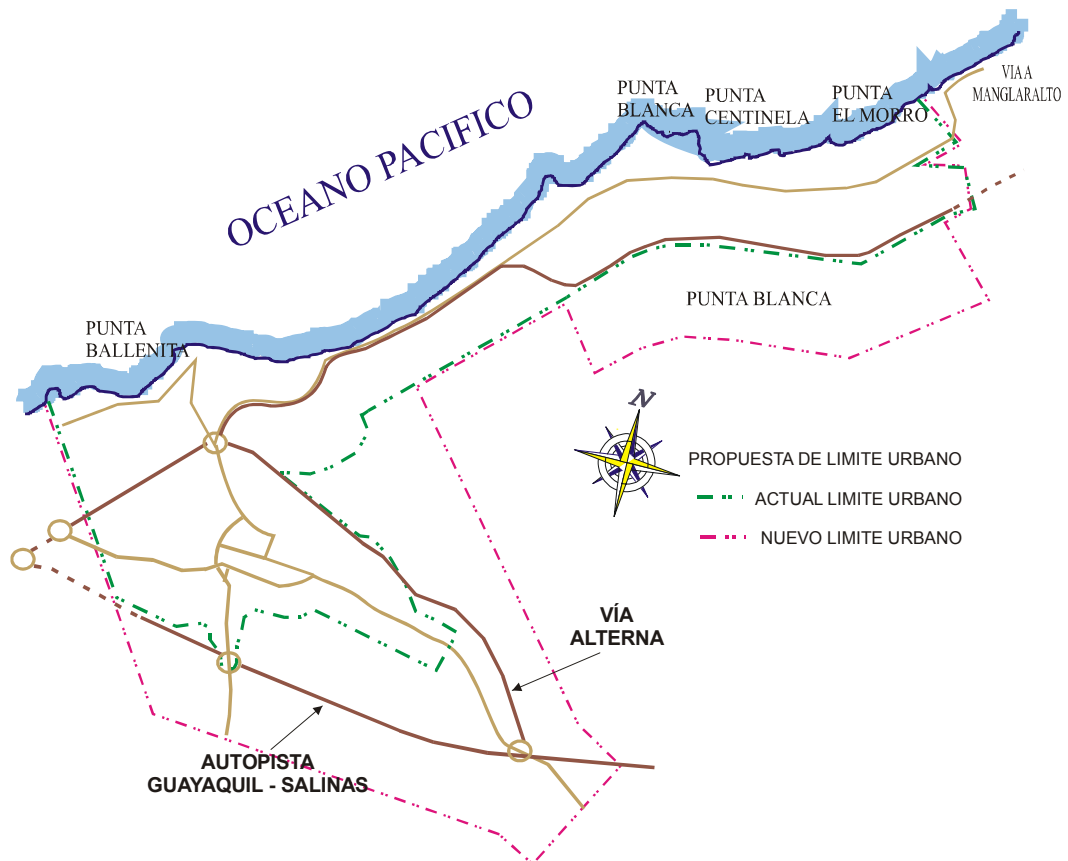 OCEANO PACIFICO
PUNTA
BLANCA
PUNTA
CENTINELA
PUNTA
EL MORRO
VIA A
MANGLARALTO
PUNTA
BALLENITA
PUNTA BLANCA
N
PROPUESTA DE LIMITE URBANO
ACTUAL LIMITE URBANO
NUEVO LIMITE URBANO
VÍA
ALTERNA
AUTOPISTA
GUAYAQUIL - SALINAS